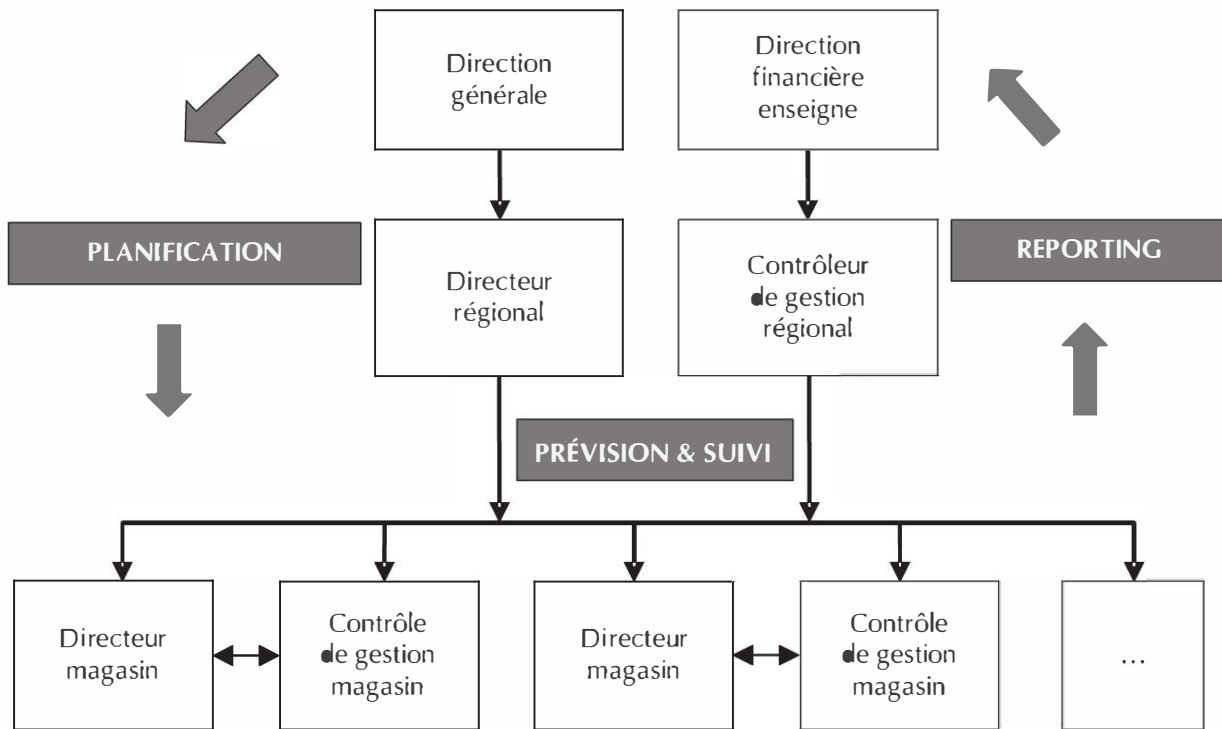 Direction
générale
Direction
financière
enseigne
PLANIFICATION
Directeur
régional
Contrôleur
de gestion
régional
REPORTING
PRÉVISION & SUIVI
Directeur
magasin
Contrôle
de gestion
magasin
Directeur
magasin
Contrôle
de gestion
magasin
...